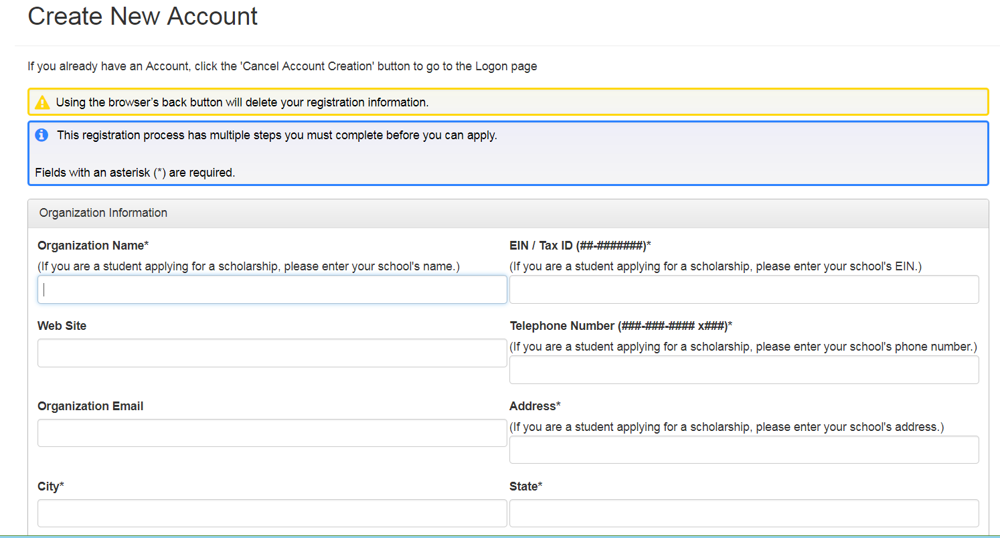 Create New Account
If you already have an Account, click the 'Cancel Account Creation' button to go to the Logon page
Using the browser’s back button will delete your registration information.
This registration process has multiple steps you must complete before you can apply.
Fields with an asterisk (*) are required.
Organization Information
Organization Name*
(If you are a student applying for a scholarship, please enter your school's name.)
EIN / Tax ID (##-#######)*
(If you are a student applying for a scholarship, please enter your school's EIN.)
Web Site
Telephone Number (###-###-#### x###)*
(If you are a student applying for a scholarship, please enter your school's phone number.)
Organization Email
Address*
(If you are a student applying for a scholarship, please enter your school's address.)
City*
State*